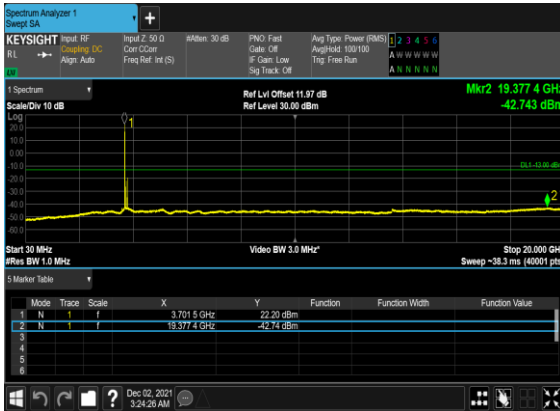 Spectrum Analyzer 1
Swept SA
+
KEYSIGHT Input: RF Input Z: 50 Ω #Atten: 30 dB PNO: Fast Avg Type: Power (RMS) 1 2 3 4 5 6
RL Coupling: DC Corr CCorr Gate: Off Avg|Hold: 100/100 A W W W W W
Align: Auto Freq Ref: Int (S) IF Gain: Low Trig: Free Run
LXI Sig Track: Off A N N N N N
1 Spectrum Ref Lvl Offset 11.97 dB Mkr2 19.377 4 GHz
Scale/Div 10 dB Ref Level 30.00 dBm -42.743 dBm
Log
1
20.0
10.0
0.00
-10.0
DL1 -13.00 dBm
-20.0
-30.0
-40.0
2
-50.0
-60.0
Start 30 MHz Video BW 3.0 MHz* Stop 20.000 GHz
#Res BW 1.0 MHz Sweep ~38.3 ms (40001 pts)
5 Marker Table
Mode Trace Scale X Y Function Function Width Function Value
1 N 1 f 3.701 5 GHz 22.20 dBm
2 N 1 f 19.377 4 GHz -42.74 dBm
3
4
5
6
? Dec 02, 2021
3:24:26 AM